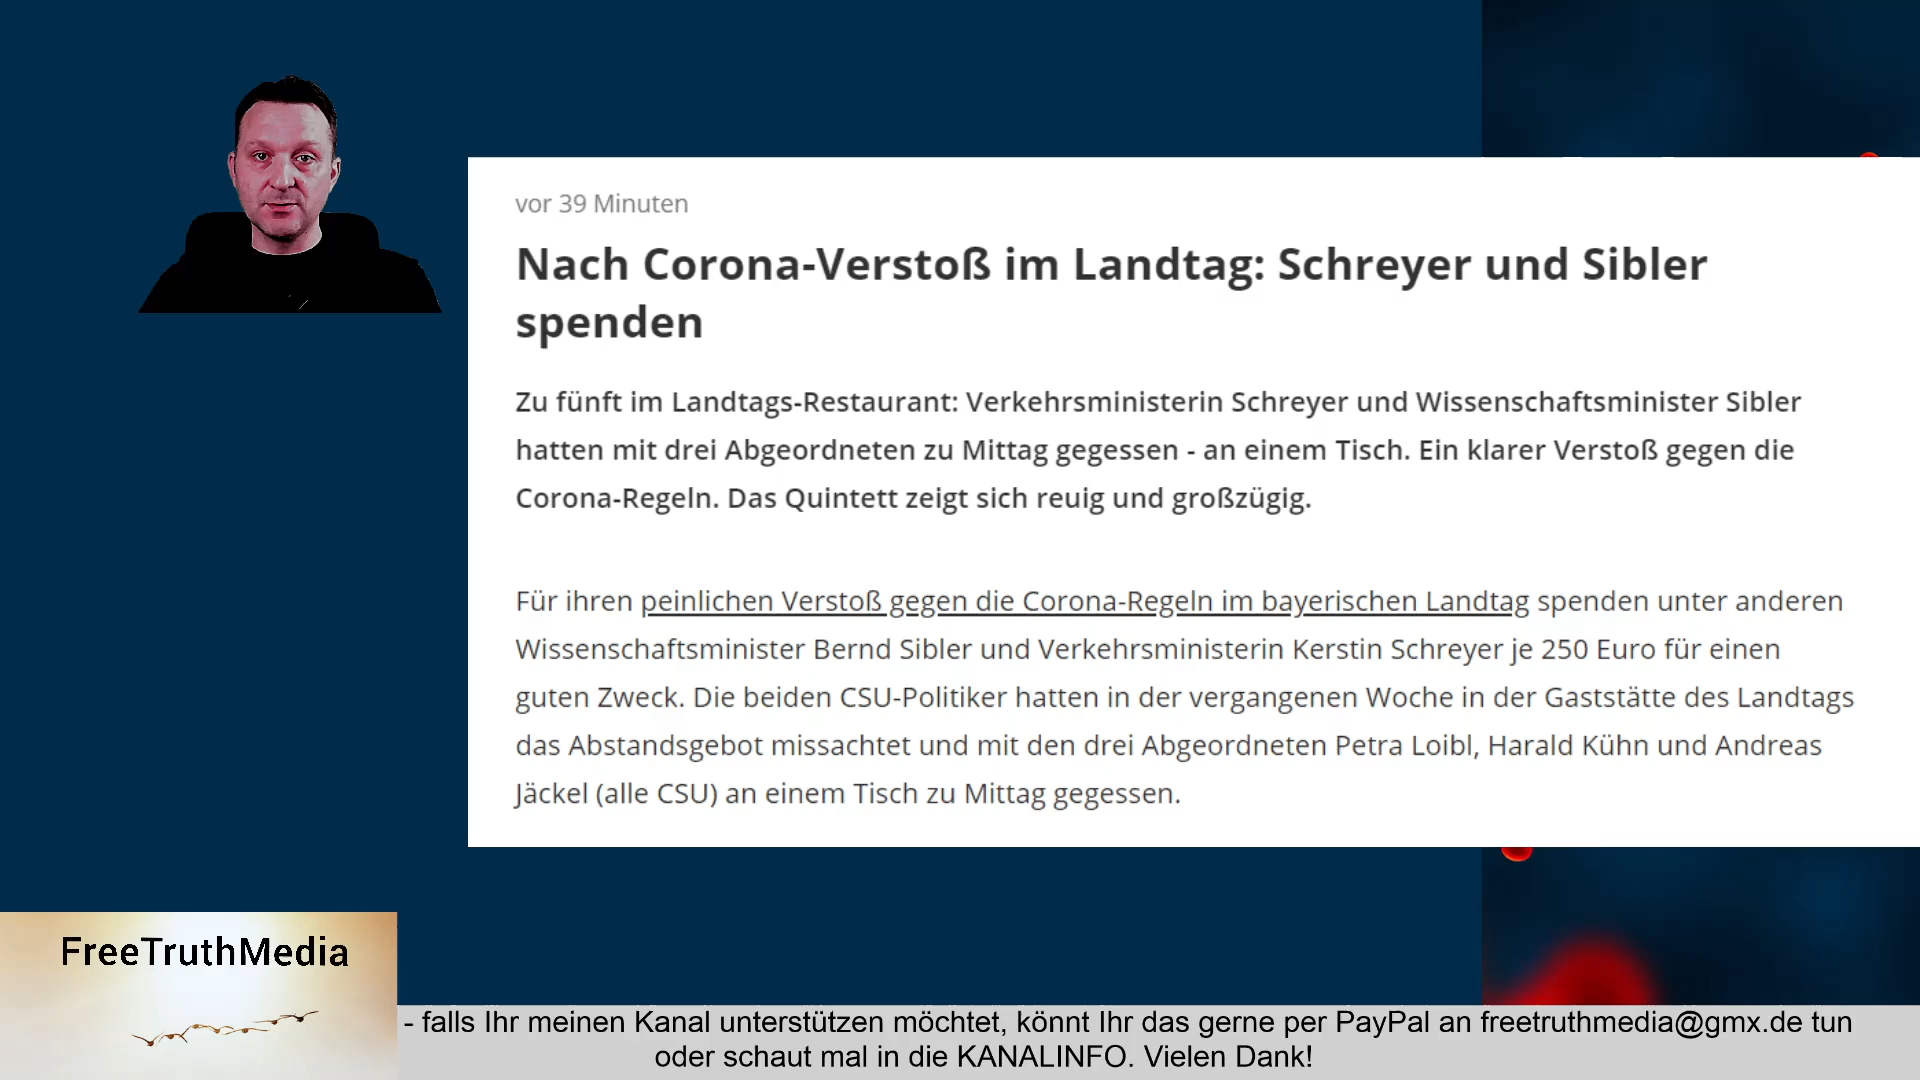 vor 39 Minuten
Nach Corona-Verstoß im Landtag: Schreyer und Sibler
spenden
Zu fünft im Landtags-Restaurant: Verkehrsministerin Schreyer und Wissenschaftsminister Sibler
hatten mit drei Abgeordneten zu Mittag gegessen - an einem Tisch. Ein klarer Verstoß gegen die
Corona-Regeln. Das Quintett zeigt sich reuig und großzügig.
Für ihren peinlichen Verstoß gegen die Corona-Regeln im bayerischen Landtag spenden unter anderen
Wissenschaftsminister Bernd Sibler und Verkehrsministerin Kerstin Schreyer je 250 Euro für einen
guten Zweck. Die beiden CSU-Politiker hatten in der vergangenen Woche in der Gaststätte des Landtags
das Abstandsgebot missachtet und mit den drei Abgeordneten Petra Loibl, Harald Kühn und Andreas
Jäckel (alle CSU) an einem Tisch zu Mittag gegessen.
FreeTruthMedia
- falls Ihr meinen Kanal unterstützen möchtet, könnt Ihr das gerne per PayPal an freetruthmedia@gmx.de tun
oder schaut mal in die KANALINFO. Vielen Dank!